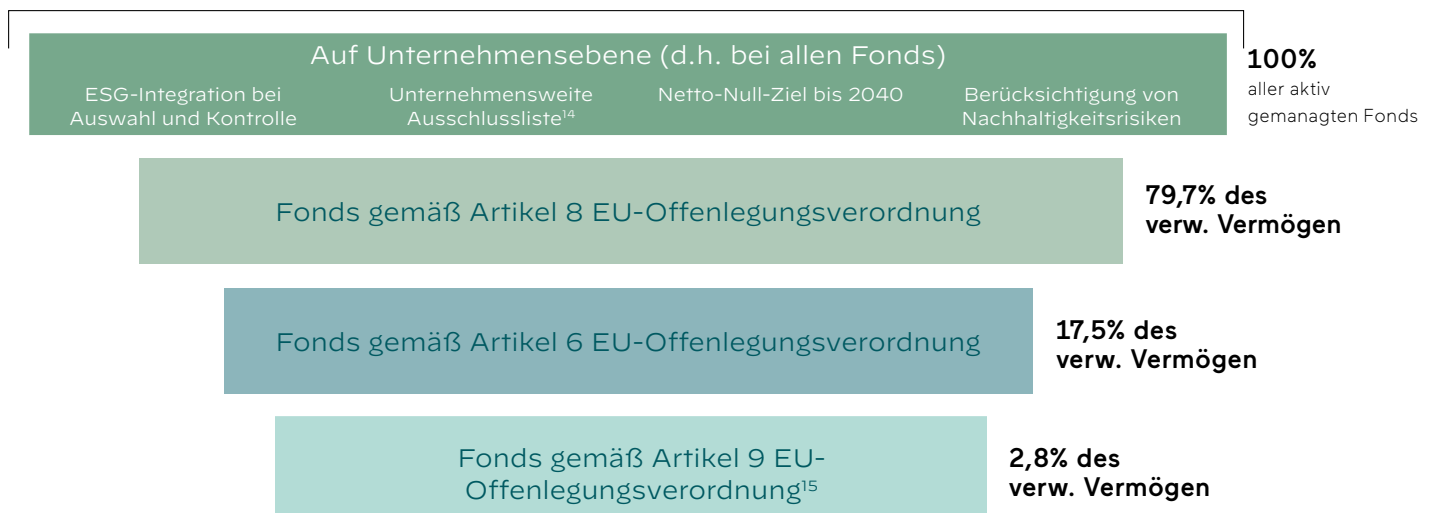 Auf Unternehmensebene (d.h. bei allen Fonds)
ESG-Integration bei
Auswahl und Kontrolle
Unternehmensweite
Ausschlussliste¹⁴
Netto-Null-Ziel bis 2040
Berücksichtigung von
Nachhaltigkeitsrisiken
100%
aller aktiv
gemanagten Fonds
Fonds gemäß Artikel 8 EU-Offenlegungsverordnung
79,7% des
verw. Vermögen
Fonds gemäß Artikel 6 EU-Offenlegungsverordnung
17,5% des
verw. Vermögen
Fonds gemäß Artikel 9 EU-
Offenlegungsverordnung¹⁵
2,8% des
verw. Vermögen